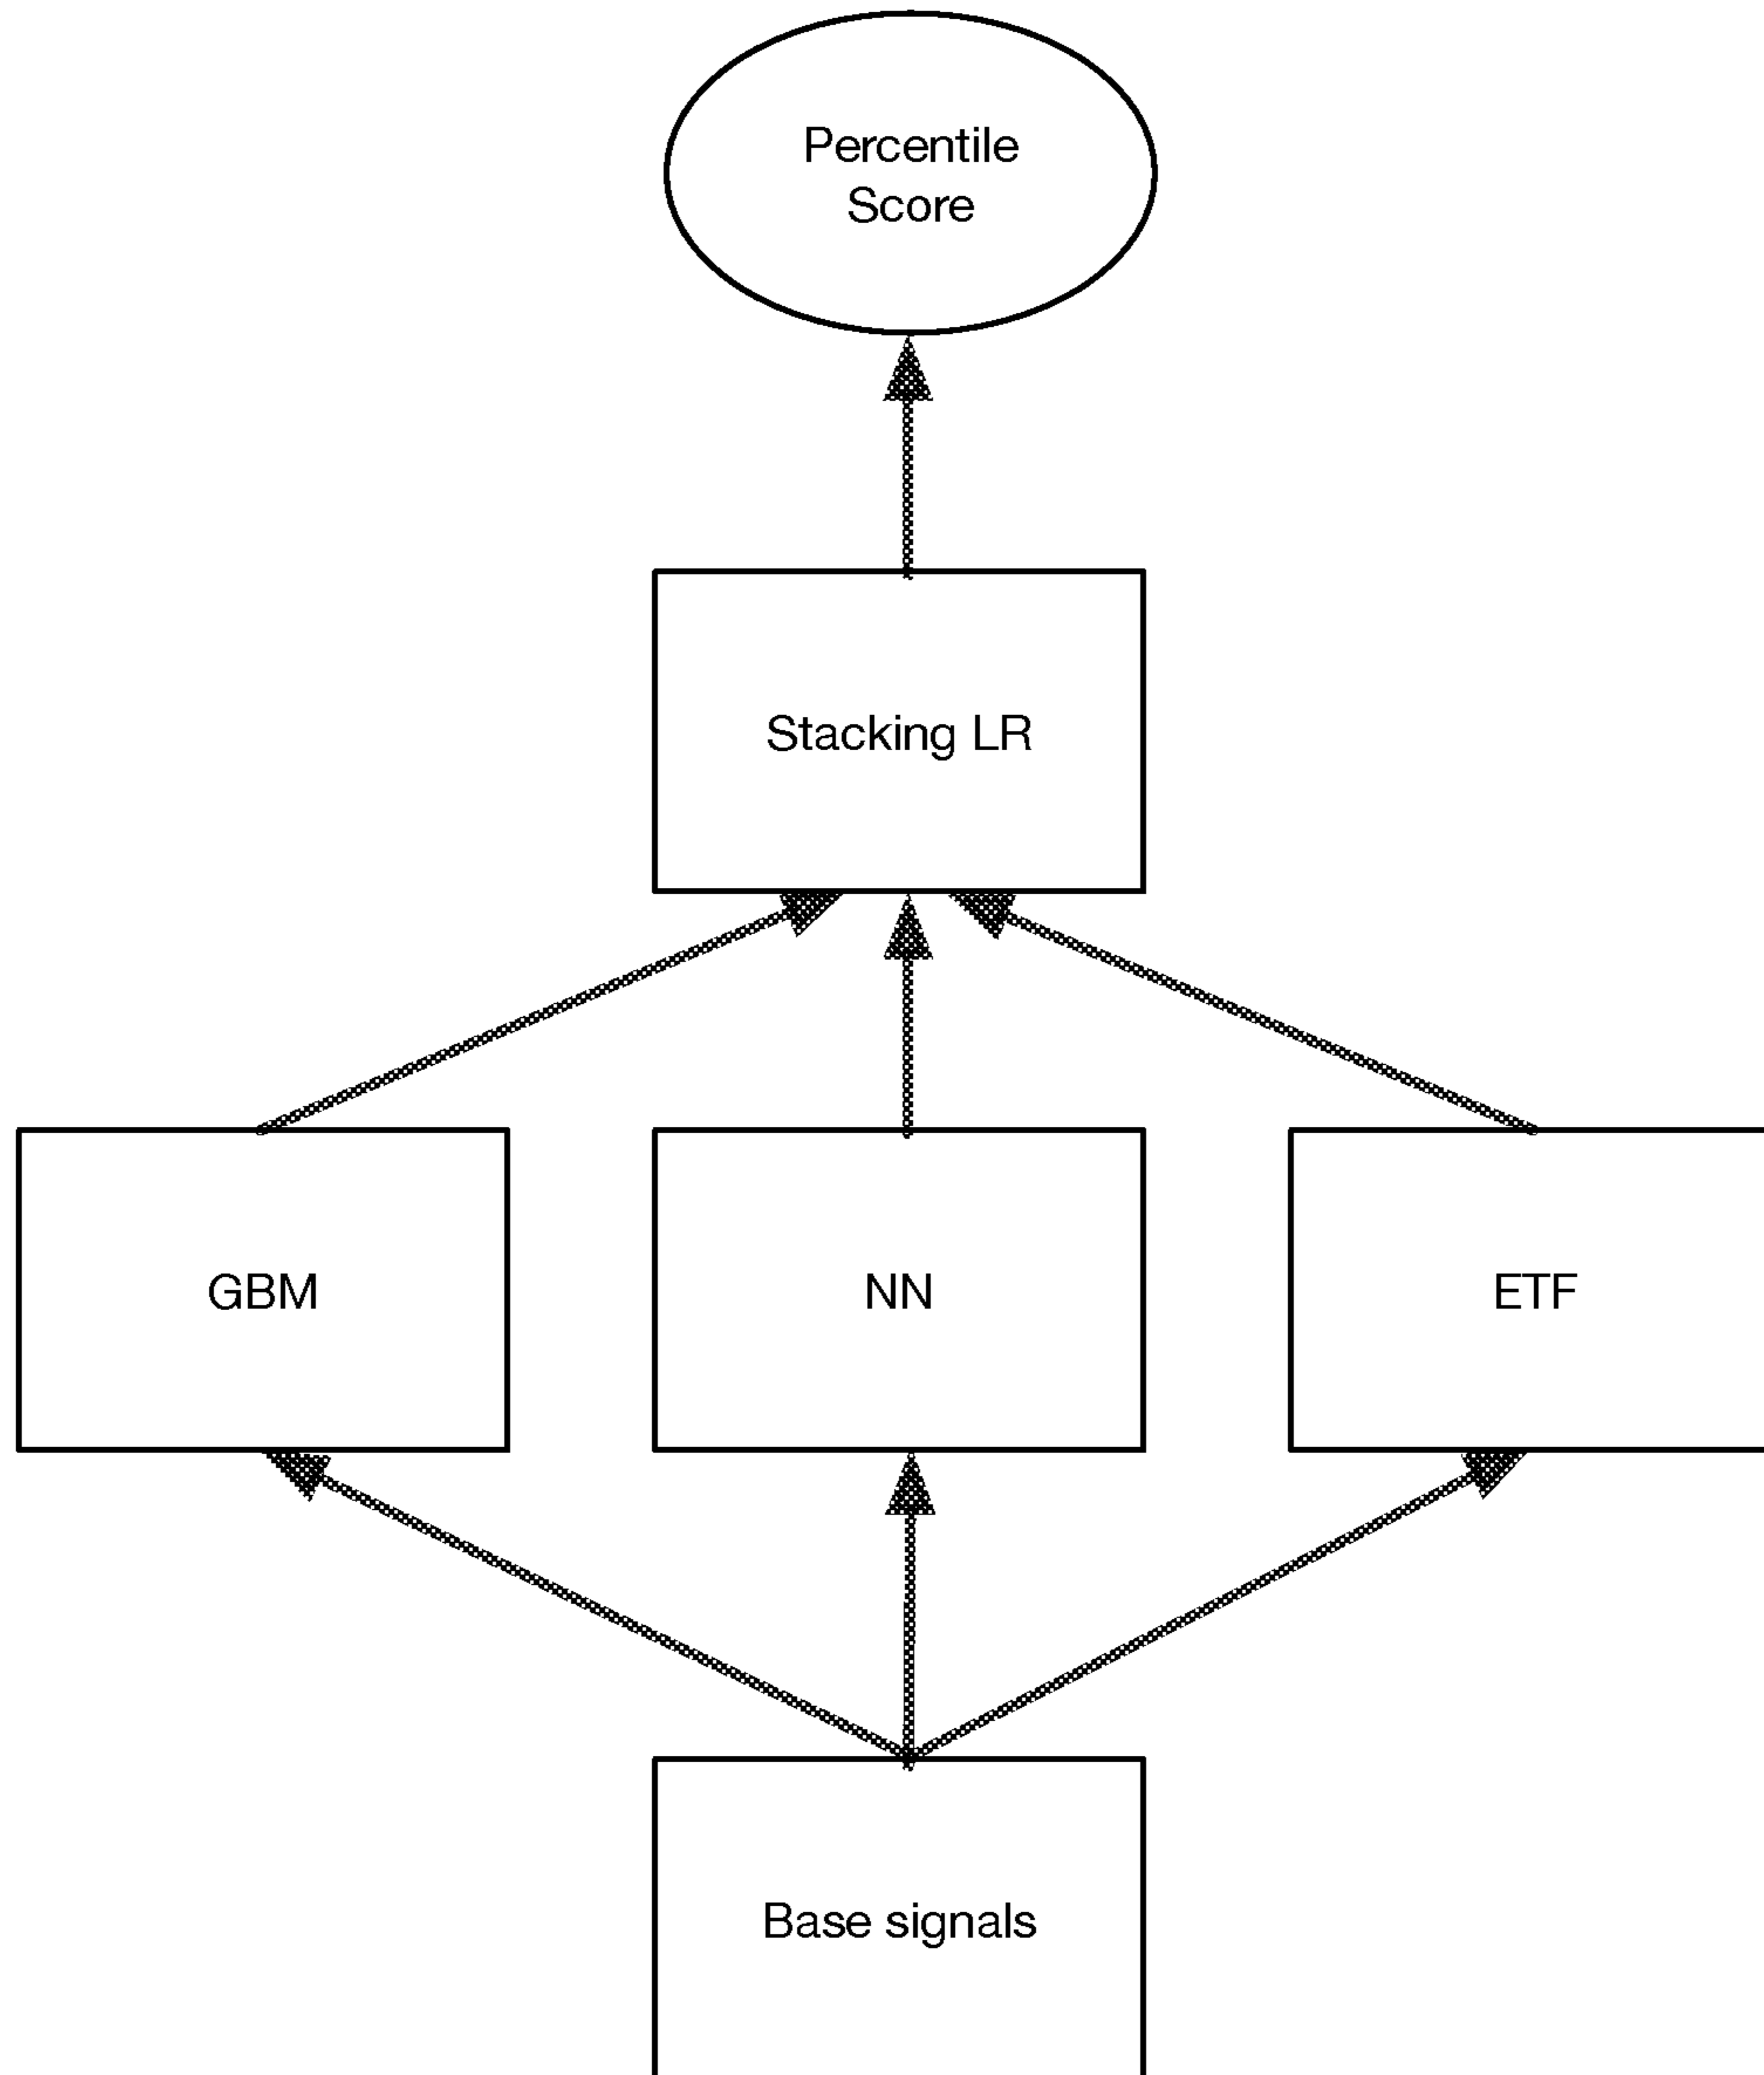 Percentile
Score
Stacking LR
GBM
NN
ETF
Base signals